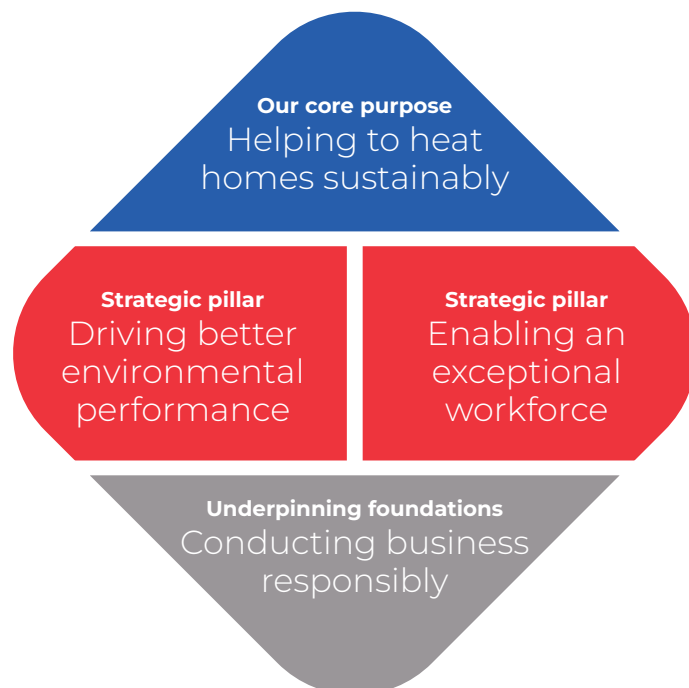 Our core purpose
Helping to heat
homes sustainably
Strategic pillar
Driving better
environmental
performance
Strategic pillar
Enabling an
exceptional
workforce
Underpinning foundations
Conducting business
responsibly